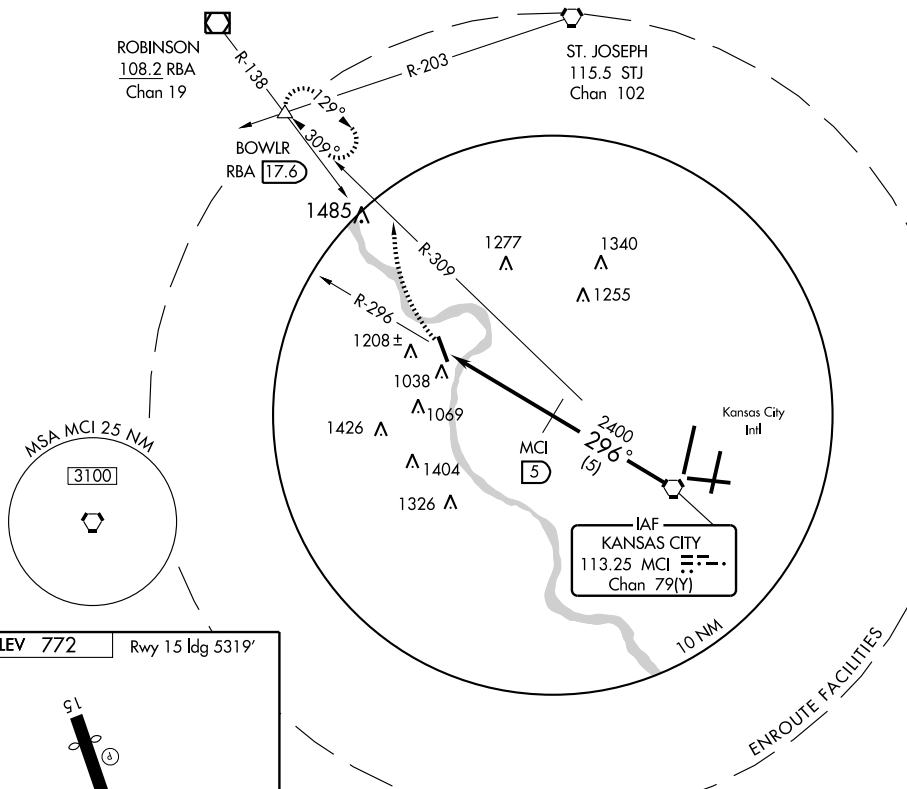 ROBINSON
108.2 RBA
Chan 19
R-138
R-203
ST. JOSEPH
115.5 STJ
Chan 102
129°
309°
BOWLR
RBA 17.6
1485
R-309
1277
1340
1255
R-296
1208 ±
1038
1069
1426
1404
1326
MCI
5
2400
296°
(5)
Kansas City
Intl
IAF
KANSAS CITY
113.25 MCI
Chan 79(Y)
MSA MCI 25 NM
3100
10 NM
ENROUTE FACILITIES
LEV 772
Rwy 15 ldg 5319'
15
P